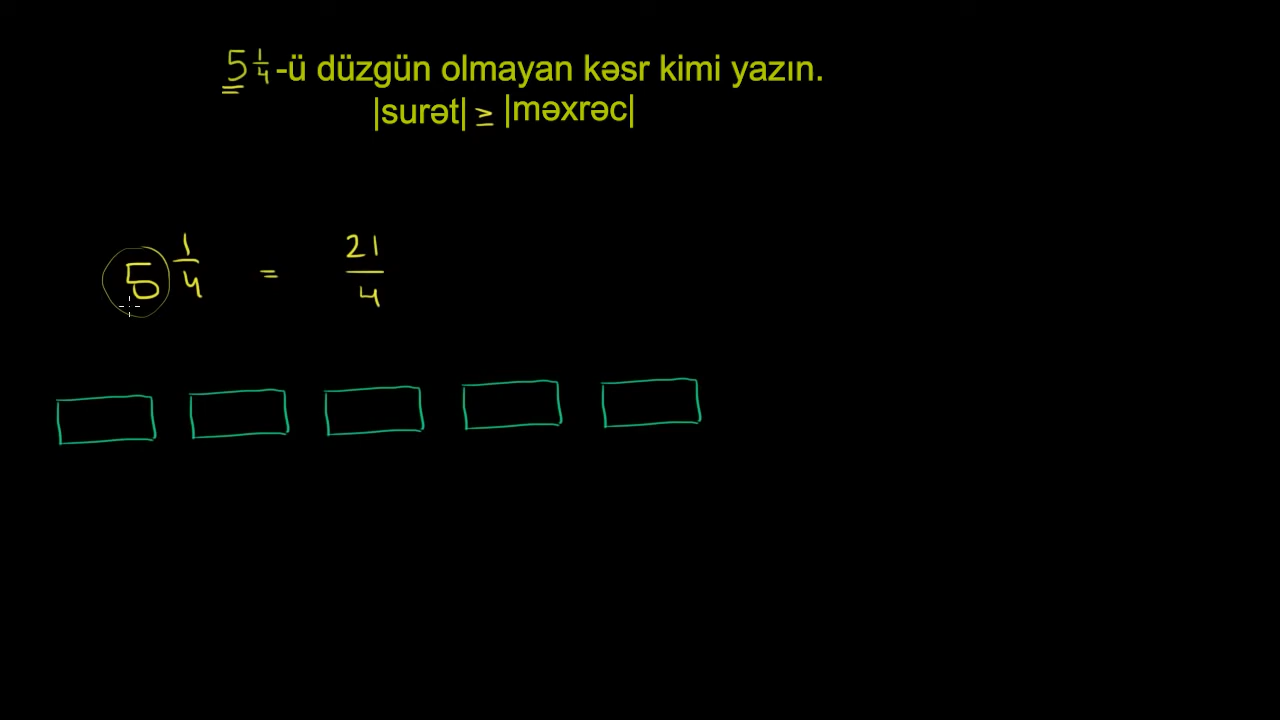 5 1/4-ü düzgün olmayan kəsr kimi yazın.
|surət| ≥ |məxrəc|
5 1/4 = 21/4